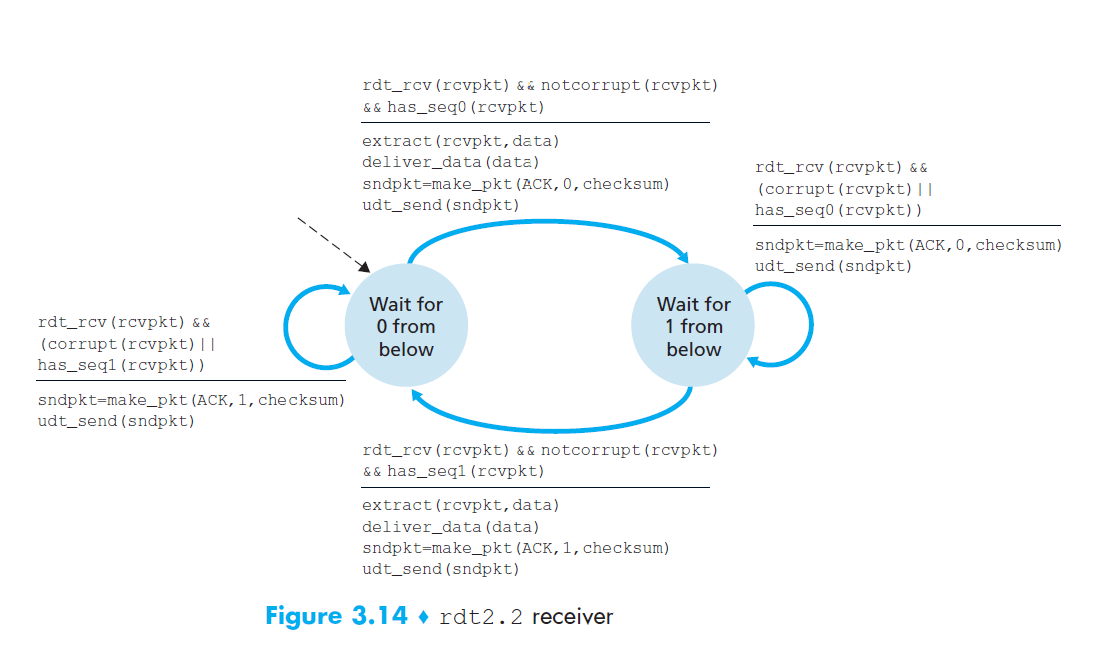 rdt_rcv(rcvpkt) && notcorrupt(rcvpkt)
&& has_seq0(rcvpkt)
extract(rcvpkt,data)
deliver_data(data)
sndpkt=make_pkt(ACK,0,checksum)
udt_send(sndpkt)
rdt_rcv(rcvpkt) &&
(corrupt(rcvpkt)||
has_seq0(rcvpkt))
sndpkt=make_pkt(ACK,0,checksum)
udt_send(sndpkt)
Wait for
0 from
below
Wait for
1 from
below
rdt_rcv(rcvpkt) &&
(corrupt(rcvpkt)||
has_seq1(rcvpkt))
sndpkt=make_pkt(ACK,1,checksum)
udt_send(sndpkt)
rdt_rcv(rcvpkt) && notcorrupt(rcvpkt)
&& has_seq1(rcvpkt)
extract(rcvpkt,data)
deliver_data(data)
sndpkt=make_pkt(ACK,1,checksum)
udt_send(sndpkt)
Figure 3.14 ♦ rdt2.2 receiver